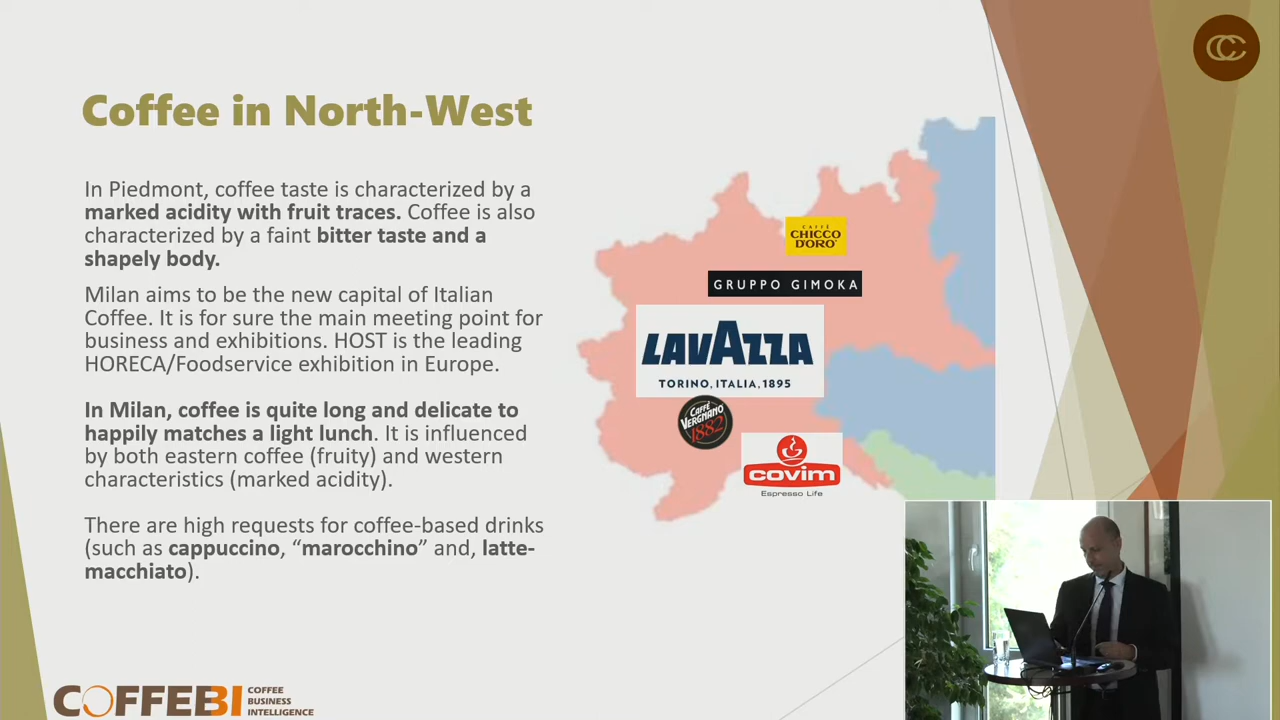 Coffee in North-West
In Piedmont, coffee taste is characterized by a
marked acidity with fruit traces. Coffee is also
characterized by a faint bitter taste and a
shapely body.
Milan aims to be the new capital of Italian
Coffee. It is for sure the main meeting point for
business and exhibitions. HOST is the leading
HORECA/Foodservice exhibition in Europe.
In Milan, coffee is quite long and delicate to
happily matches a light lunch. It is influenced
by both eastern coffee (fruity) and western
characteristics (marked acidity).
There are high requests for coffee-based drinks
(such as cappuccino, “marocchino” and, latte-
macchiato).
CAFFÈ
CHICCO
D'ORO
GRUPPO GIMOKA
LAVAZZA
TORINO, ITALIA, 1895
CAFFÈ
VERGNANO
1882
covim
Espresso Life
COFFEBI
COFFEE
BUSINESS
INTELLIGENCE